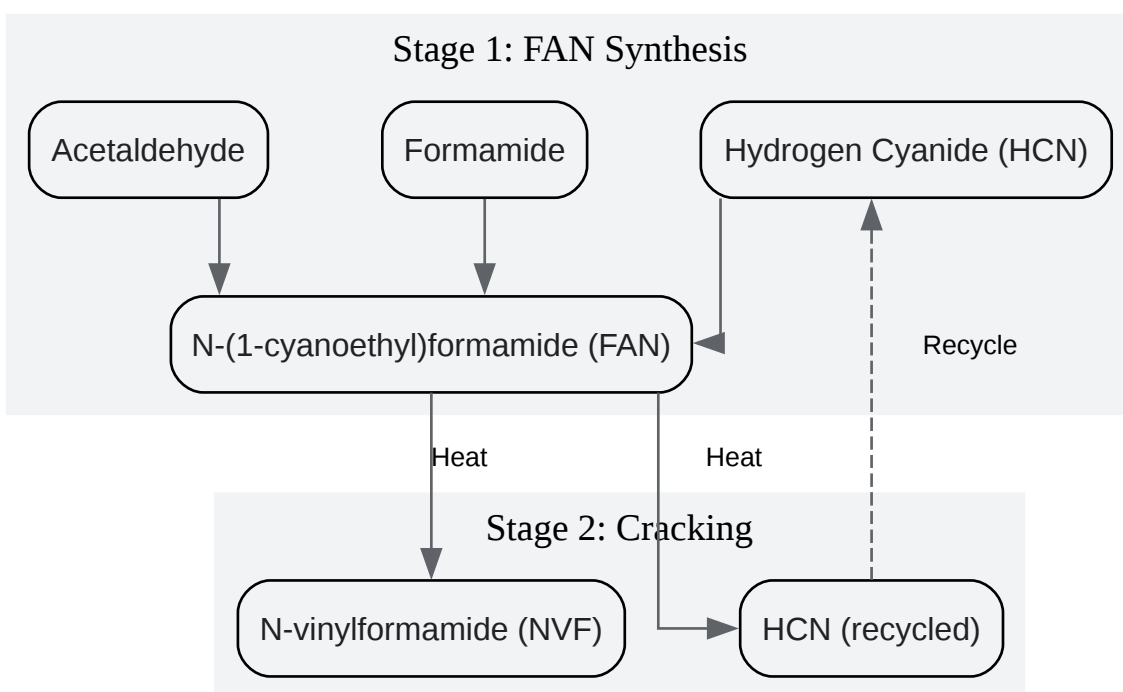 Stage 1: FAN Synthesis
Acetaldehyde
Formamide
Hydrogen Cyanide (HCN)
N-(1-cyanoethyl)formamide (FAN)
Recycle
Heat
Heat
Stage 2: Cracking
N-vinylformamide (NVF)
HCN (recycled)